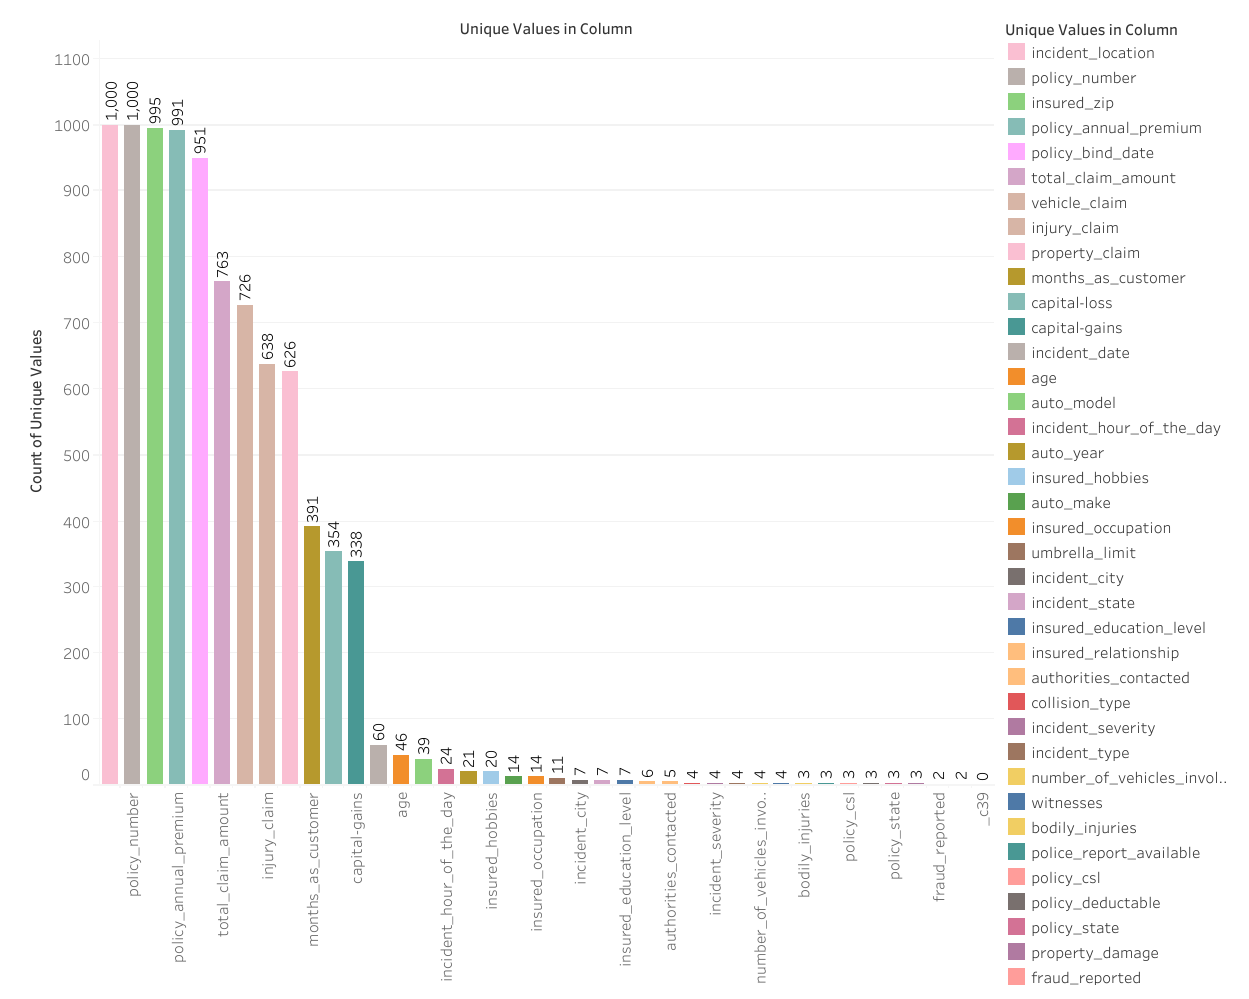 Unique Values in Column
Count of Unique Values
1100
1000
900
800
700
600
500
400
300
200
100
0
1,000
1,000
995
991
951
763
726
638
626
391
354
338
60
46
39
24
21
20
14
14
11
7
7
7
6
5
4
4
4
4
4
3
3
3
3
3
3
2
2
0
policy_number
policy_annual_premium
total_claim_amount
injury_claim
months_as_customer
capital-gains
age
incident_hour_of_the_day
insured_hobbies
insured_occupation
incident_city
insured_education_level
authorities_contacted
incident_severity
number_of_vehicles_invo..
bodily_injuries
policy_csl
policy_state
fraud_reported
_c39
Unique Values in Column
incident_location
policy_number
insured_zip
policy_annual_premium
policy_bind_date
total_claim_amount
vehicle_claim
injury_claim
property_claim
months_as_customer
capital-loss
capital-gains
incident_date
age
auto_model
incident_hour_of_the_day
auto_year
insured_hobbies
auto_make
insured_occupation
umbrella_limit
incident_city
incident_state
insured_education_level
insured_relationship
authorities_contacted
collision_type
incident_severity
incident_type
number_of_vehicles_invol..
witnesses
bodily_injuries
police_report_available
policy_csl
policy_deductable
policy_state
property_damage
fraud_reported